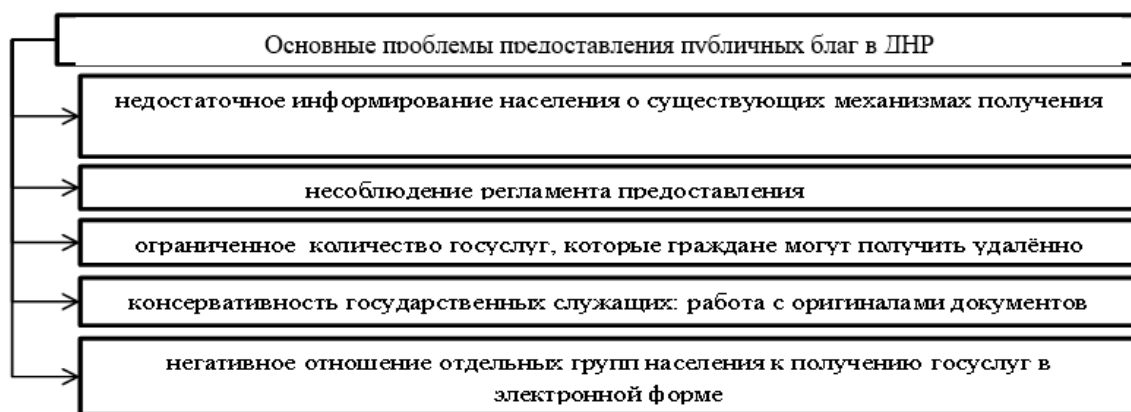 Основные проблемы предоставления публичных благ в ДНР
недостаточное информирование населения о существующих механизмах получения
несоблюдение регламента предоставления
ограниченное количество госуслуг, которые граждане могут получить удалённо
консервативность государственных служащих: работа с оригиналами документов
негативное отношение отдельных групп населения к получению госуслуг в
электронной форме